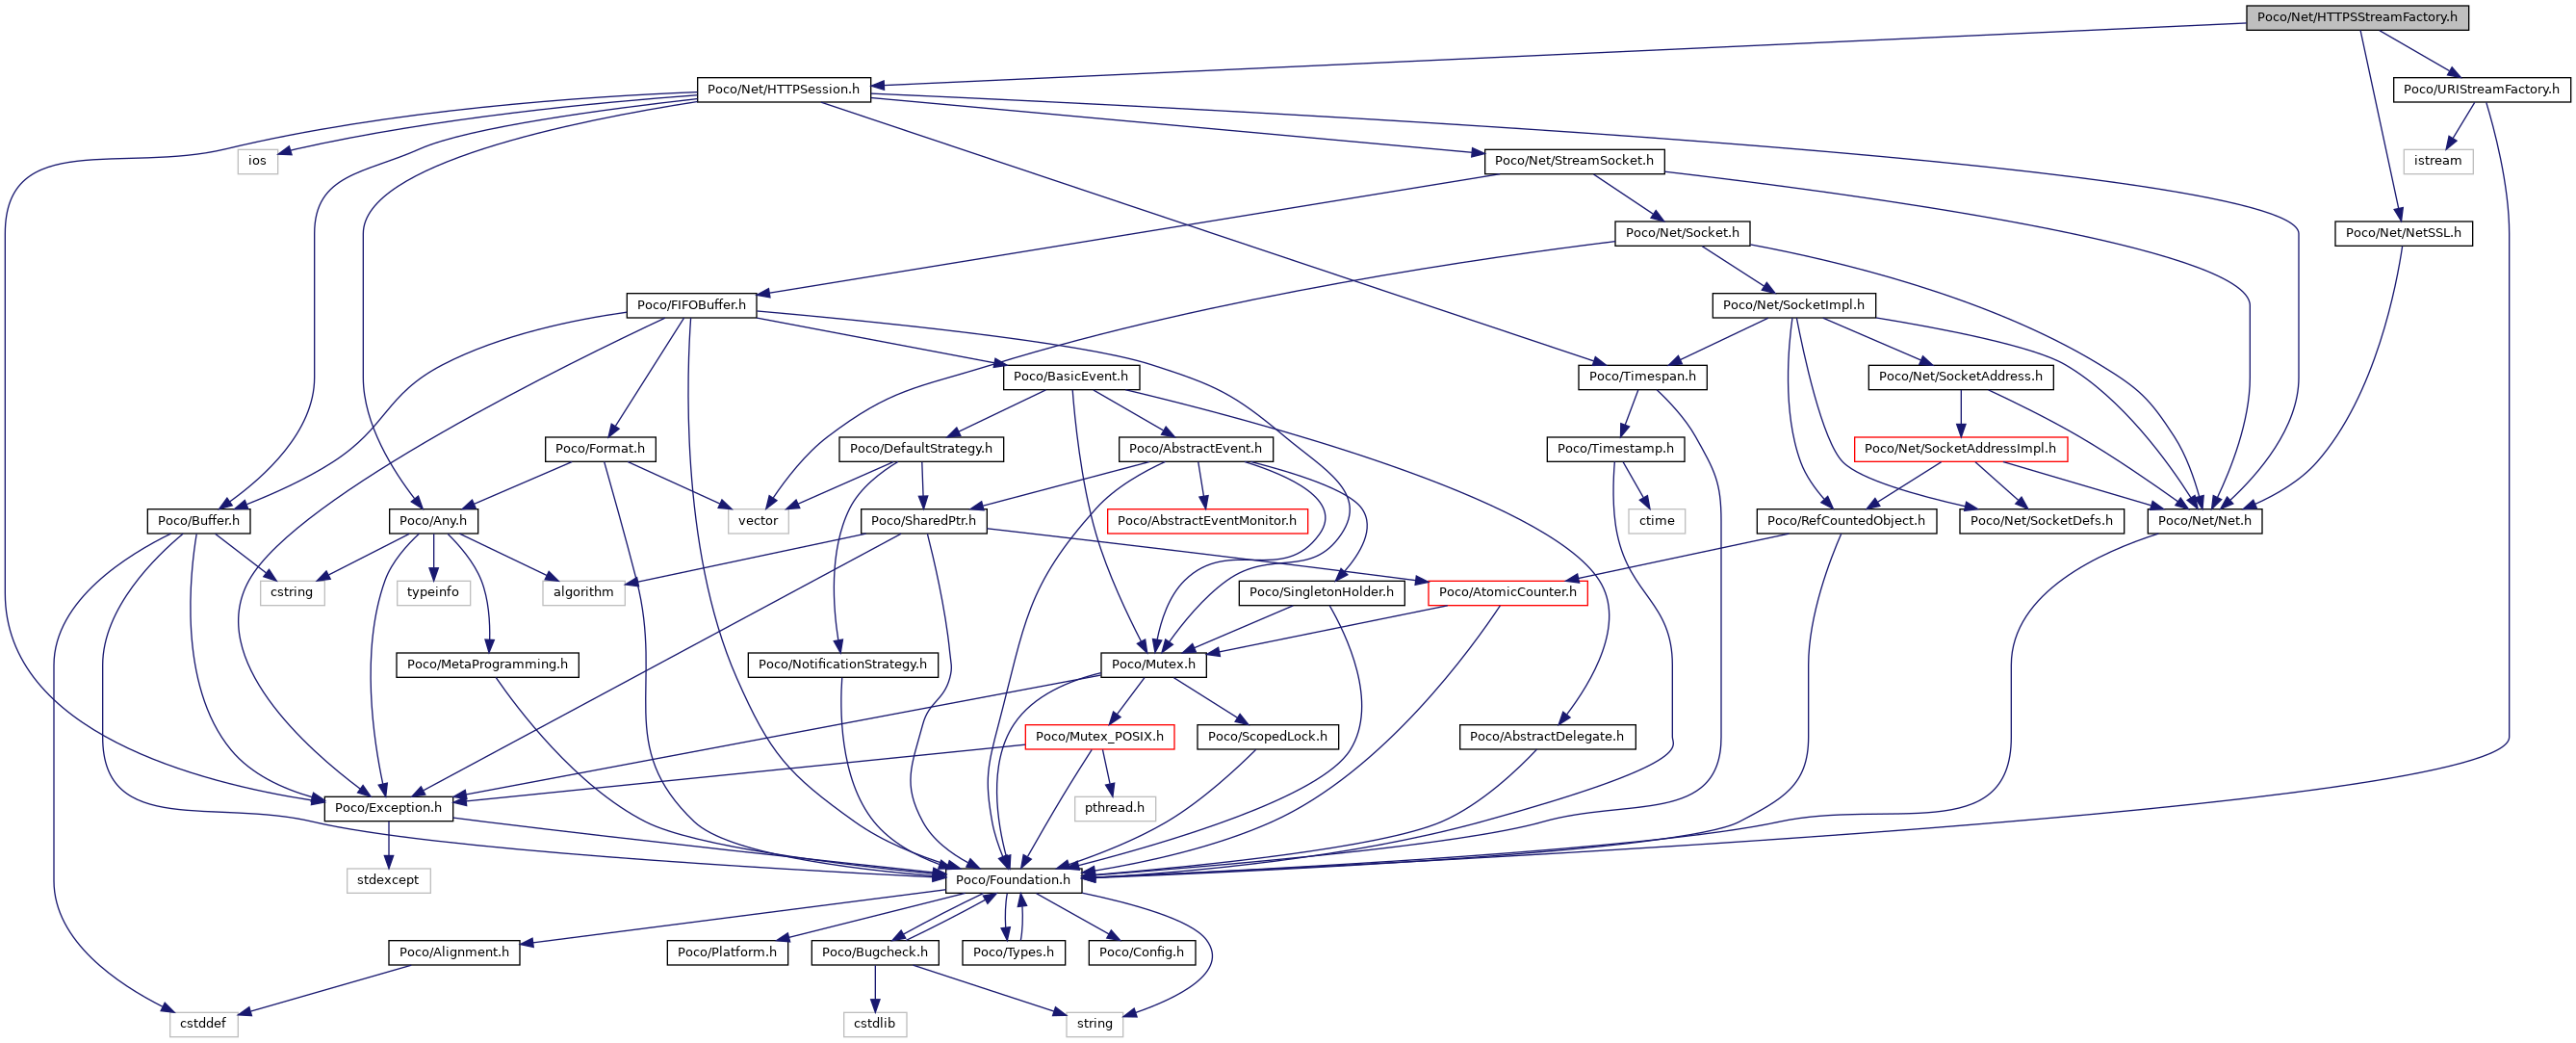 Poco/Net/HTTPSStreamFactory.h
Poco/Net/HTTPSession.h
Poco/URIStreamFactory.h
ios
Poco/Net/StreamSocket.h
istream
Poco/Net/Socket.h
Poco/Net/NetSSL.h
Poco/FIFOBuffer.h
Poco/Net/SocketImpl.h
Poco/BasicEvent.h
Poco/Timespan.h
Poco/Net/SocketAddress.h
Poco/Format.h
Poco/DefaultStrategy.h
Poco/AbstractEvent.h
Poco/Timestamp.h
Poco/Net/SocketAddressImpl.h
Poco/Buffer.h
Poco/Any.h
vector
Poco/SharedPtr.h
Poco/AbstractEventMonitor.h
ctime
Poco/RefCountedObject.h
Poco/Net/SocketDefs.h
Poco/Net/Net.h
cstring
typeinfo
algorithm
Poco/SingletonHolder.h
Poco/AtomicCounter.h
Poco/MetaProgramming.h
Poco/NotificationStrategy.h
Poco/Mutex.h
Poco/Mutex_POSIX.h
Poco/ScopedLock.h
Poco/AbstractDelegate.h
Poco/Exception.h
pthread.h
stdexcept
Poco/Foundation.h
Poco/Alignment.h
Poco/Platform.h
Poco/Bugcheck.h
Poco/Types.h
Poco/Config.h
cstddef
cstdlib
string